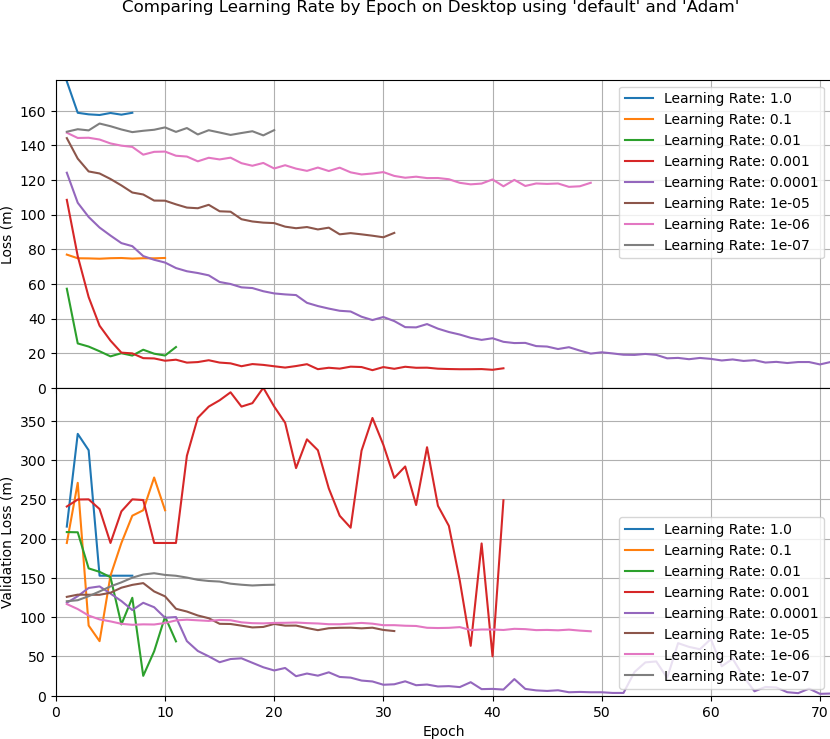 Comparing Learning Rate by Epoch on Desktop using 'default' and 'Adam'
Loss (m)
160
140
120
100
80
60
40
20
0
Learning Rate: 1.0
Learning Rate: 0.1
Learning Rate: 0.01
Learning Rate: 0.001
Learning Rate: 0.0001
Learning Rate: 1e-05
Learning Rate: 1e-06
Learning Rate: 1e-07
Validation Loss (m)
350
300
250
200
150
100
50
0
Learning Rate: 1.0
Learning Rate: 0.1
Learning Rate: 0.01
Learning Rate: 0.001
Learning Rate: 0.0001
Learning Rate: 1e-05
Learning Rate: 1e-06
Learning Rate: 1e-07
0 10 20 30 40 50 60 70
Epoch